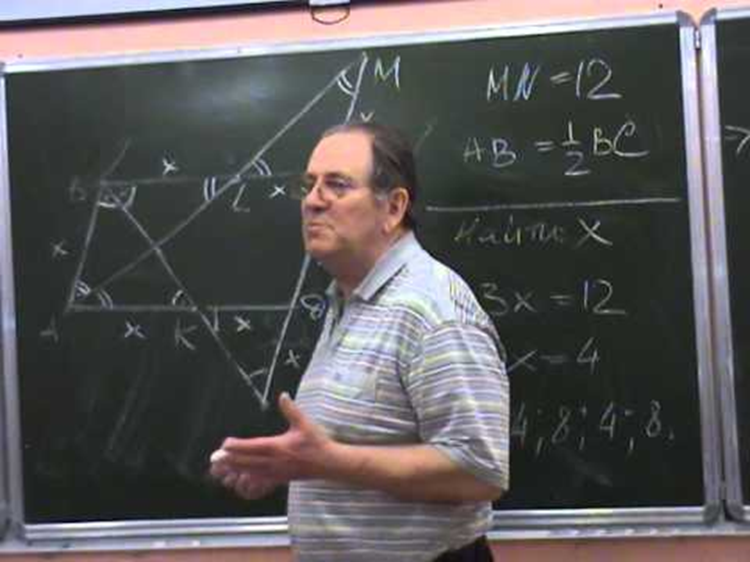 M
MN = 12
x
x
AB = ½ BC
B
L
x
x
Найти x
A
x
K
x
D
3x = 12
x
x = 4
4; 8; 4; 8.